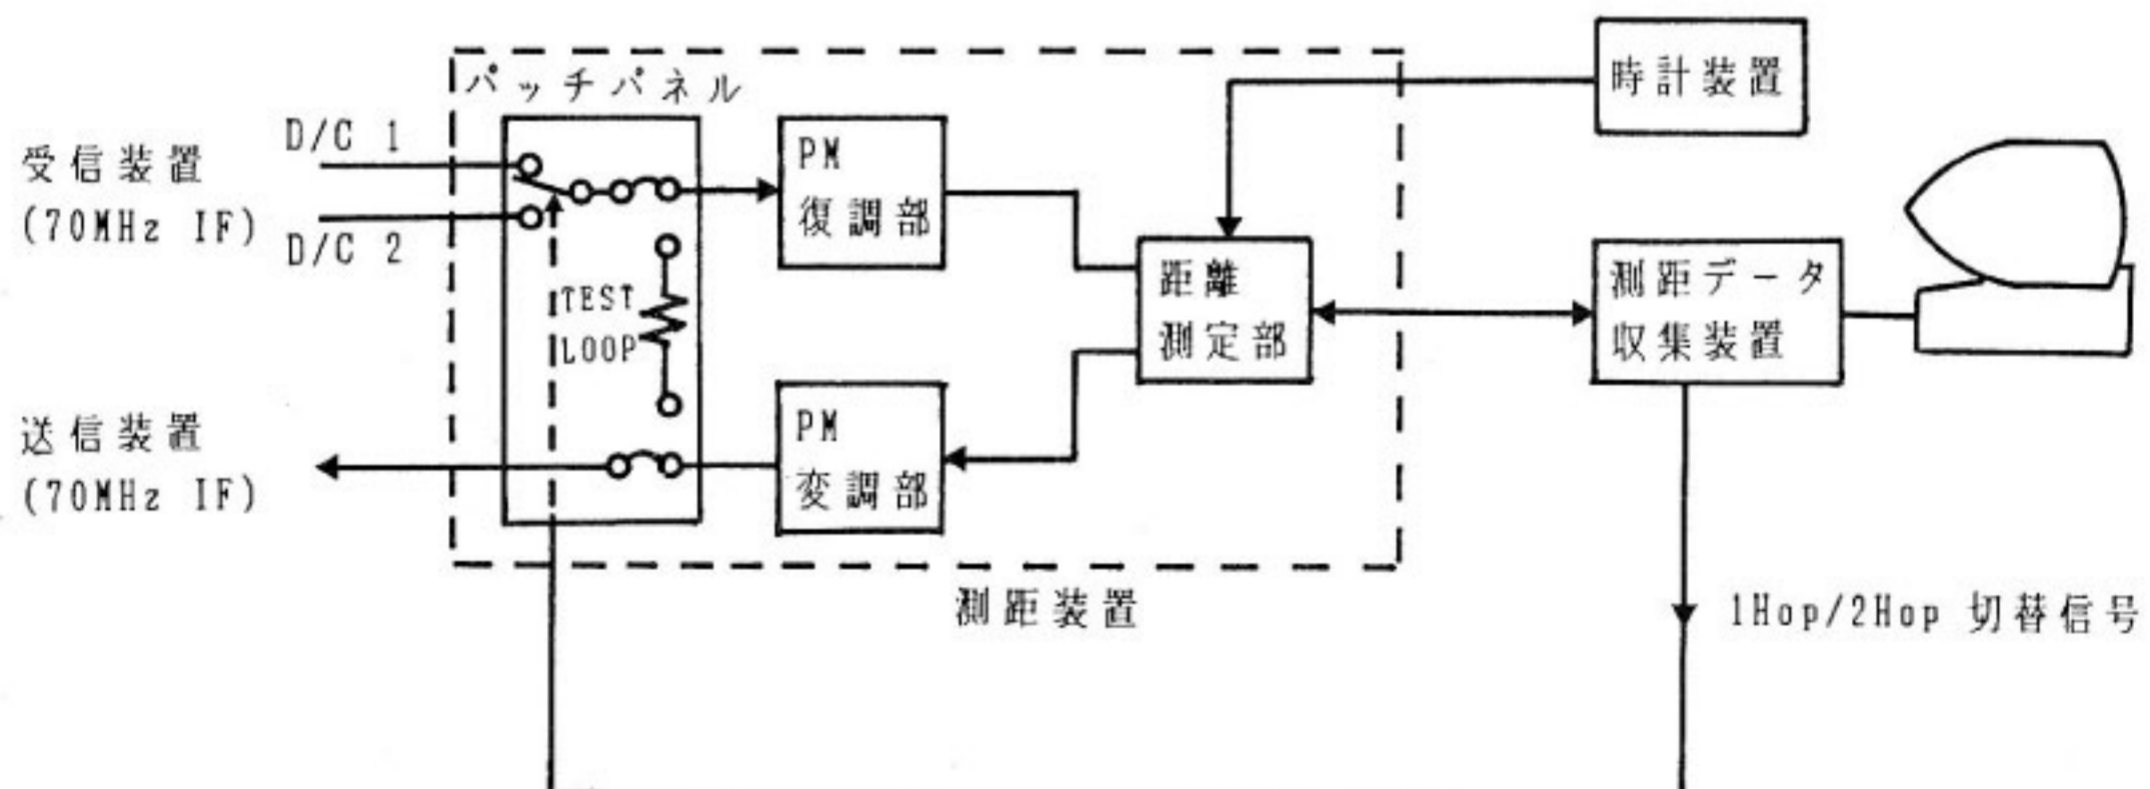 パッチパネル
時計装置
D/C 1
受信装置
(70MHz IF)
D/C 2
PM
復調部
TEST
LOOP
距離
測定部
測距データ
収集装置
送信装置
(70MHz IF)
PM
変調部
測距装置
1Hop/2Hop 切替信号